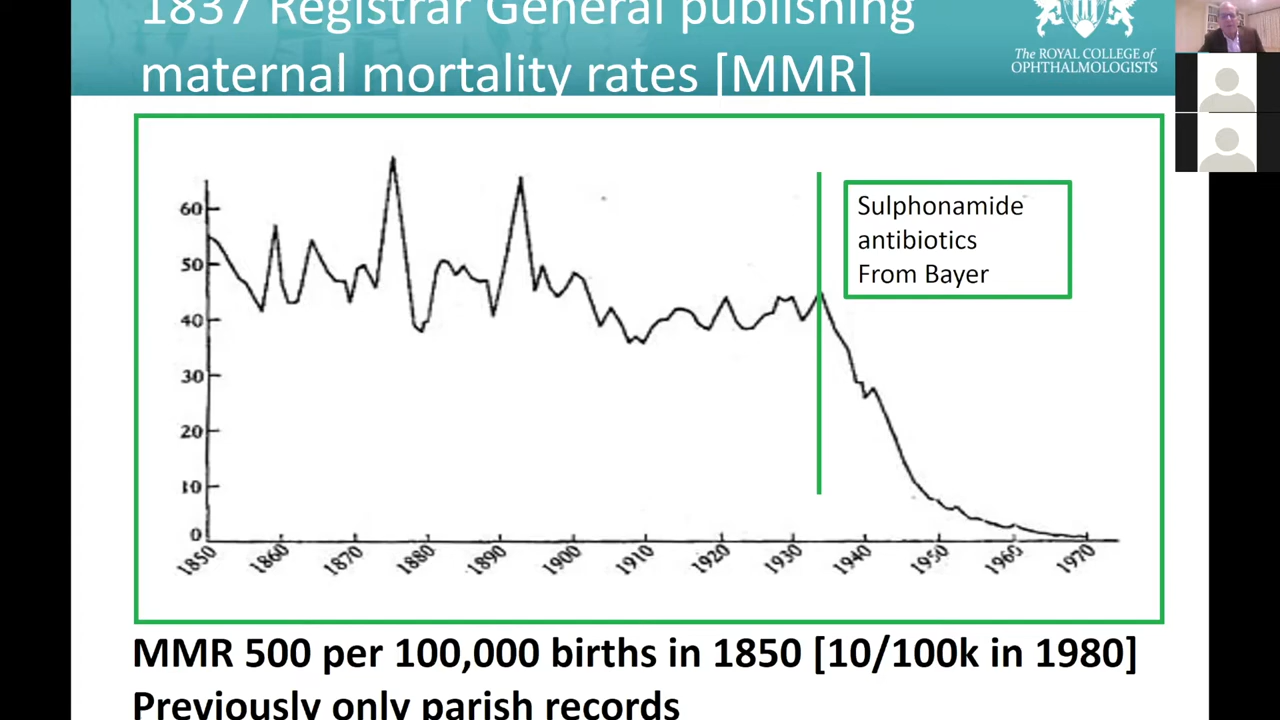 1837 Registrar General publishing
maternal mortality rates [MMR]
The ROYAL COLLEGE of
OPHTHALMOLOGISTS
Sulphonamide
antibiotics
From Bayer
60
50
40
30
20
10
0
1850 1860 1870 1880 1890 1900 1910 1920 1930 1940 1950 1960 1970
MMR 500 per 100,000 births in 1850 [10/100k in 1980]
Previously only parish records